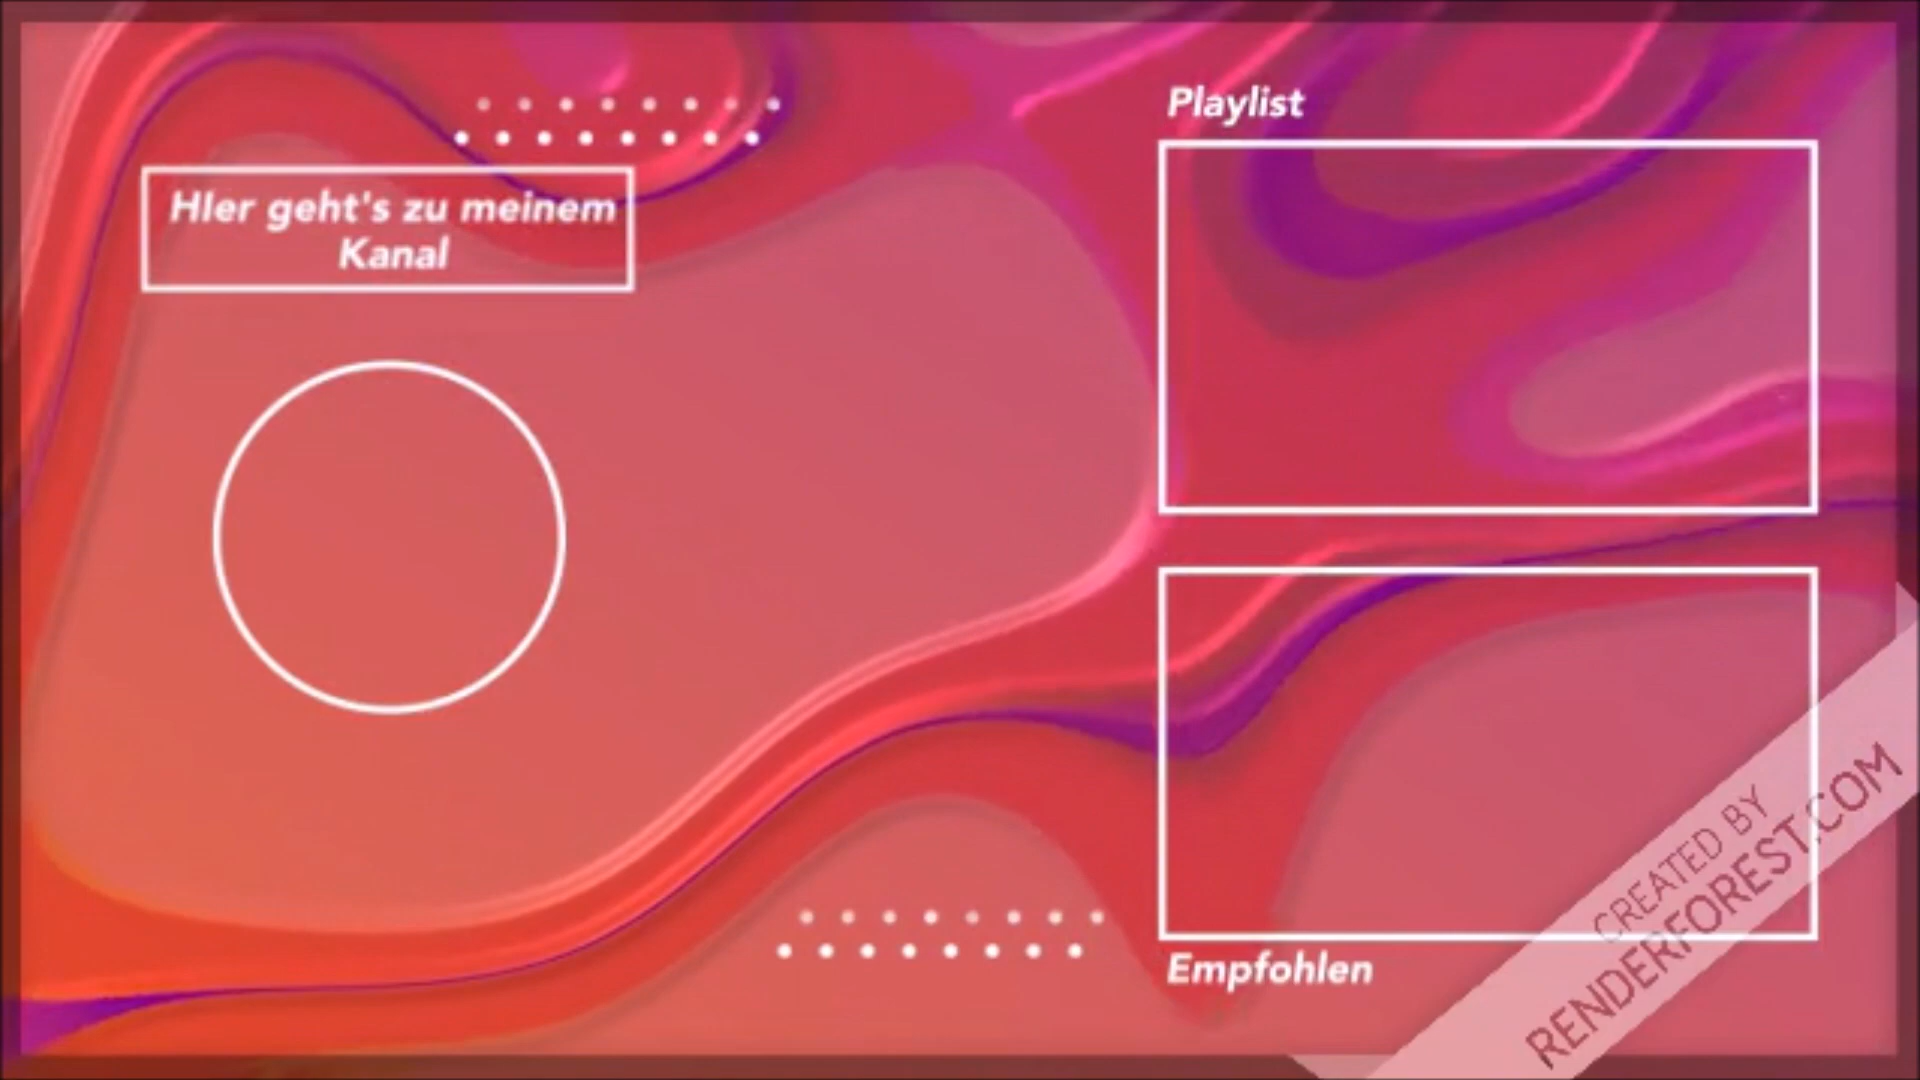 Playlist
HIer geht's zu meinem
Kanal
Empfohlen
CREATED BY
RENDERFOREST.COM